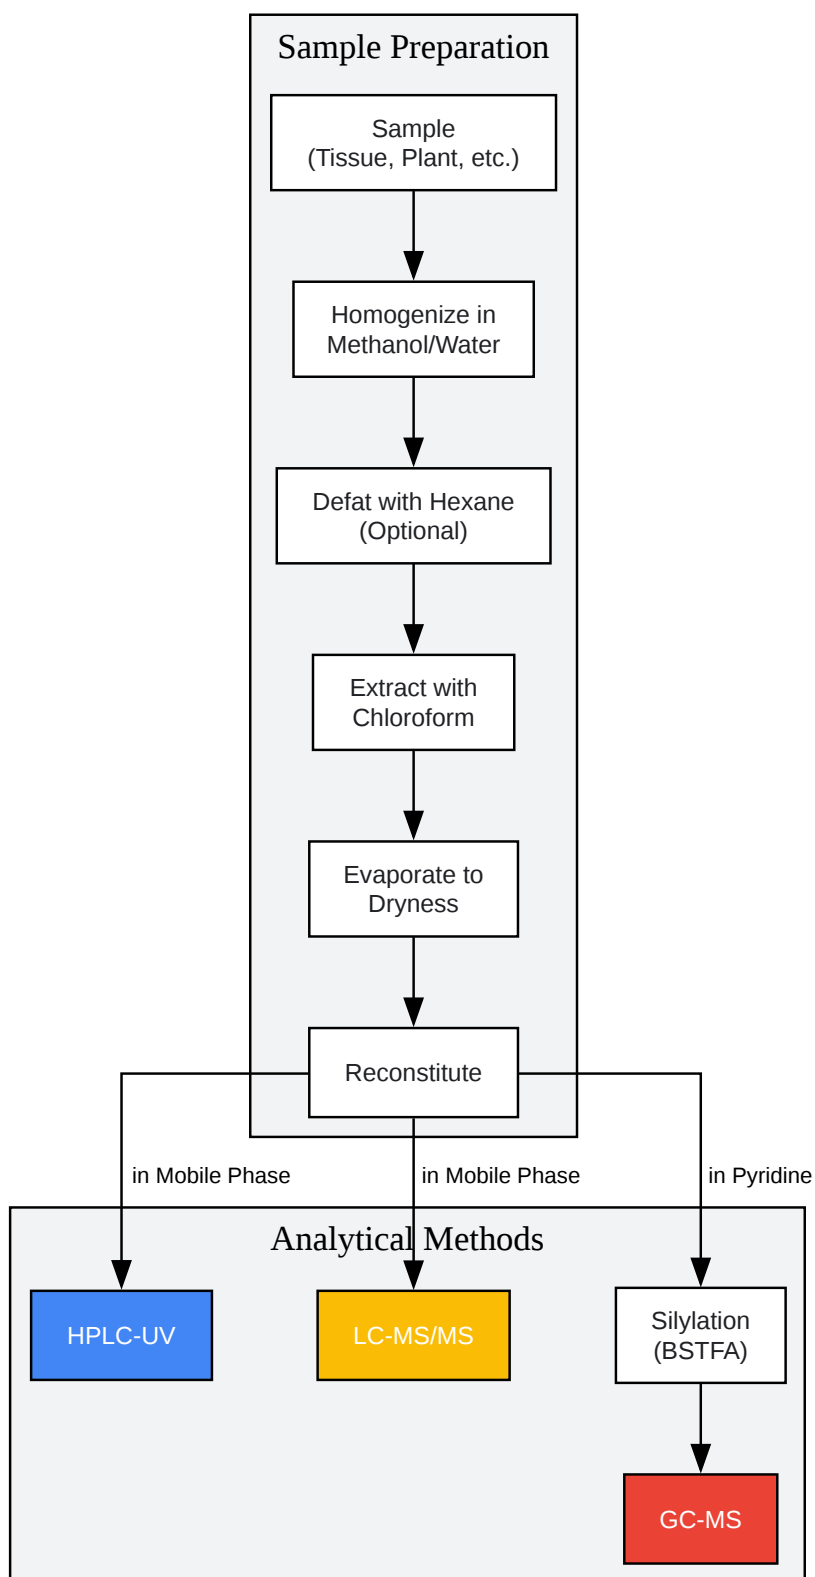 Sample Preparation
Sample
(Tissue, Plant, etc.)
Homogenize in
Methanol/Water
Defat with Hexane
(Optional)
Extract with
Chloroform
Evaporate to
Dryness
Reconstitute
in Mobile Phase
in Mobile Phase
in Pyridine
Analytical Methods
HPLC-UV
LC-MS/MS
Silylation
(BSTFA)
GC-MS